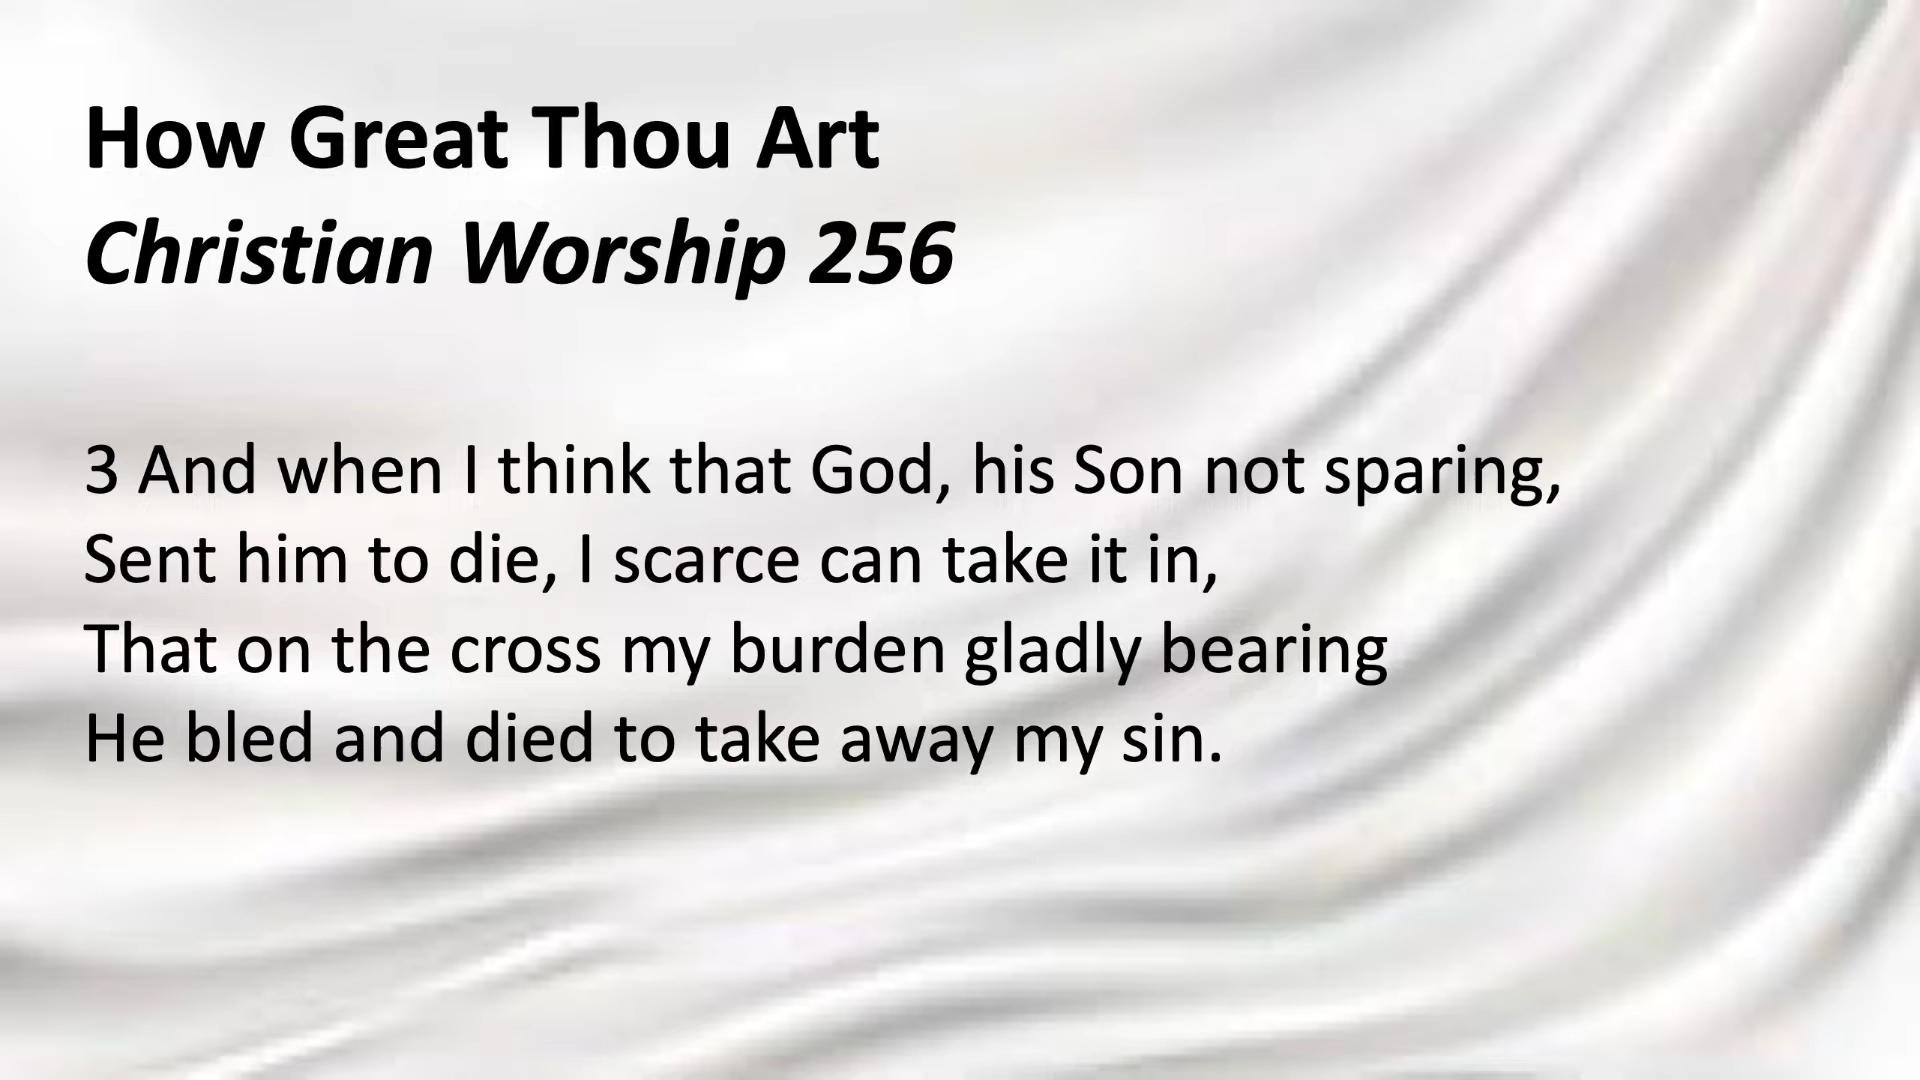 How Great Thou Art
Christian Worship 256
3 And when I think that God, his Son not sparing,
Sent him to die, I scarce can take it in,
That on the cross my burden gladly bearing
He bled and died to take away my sin.